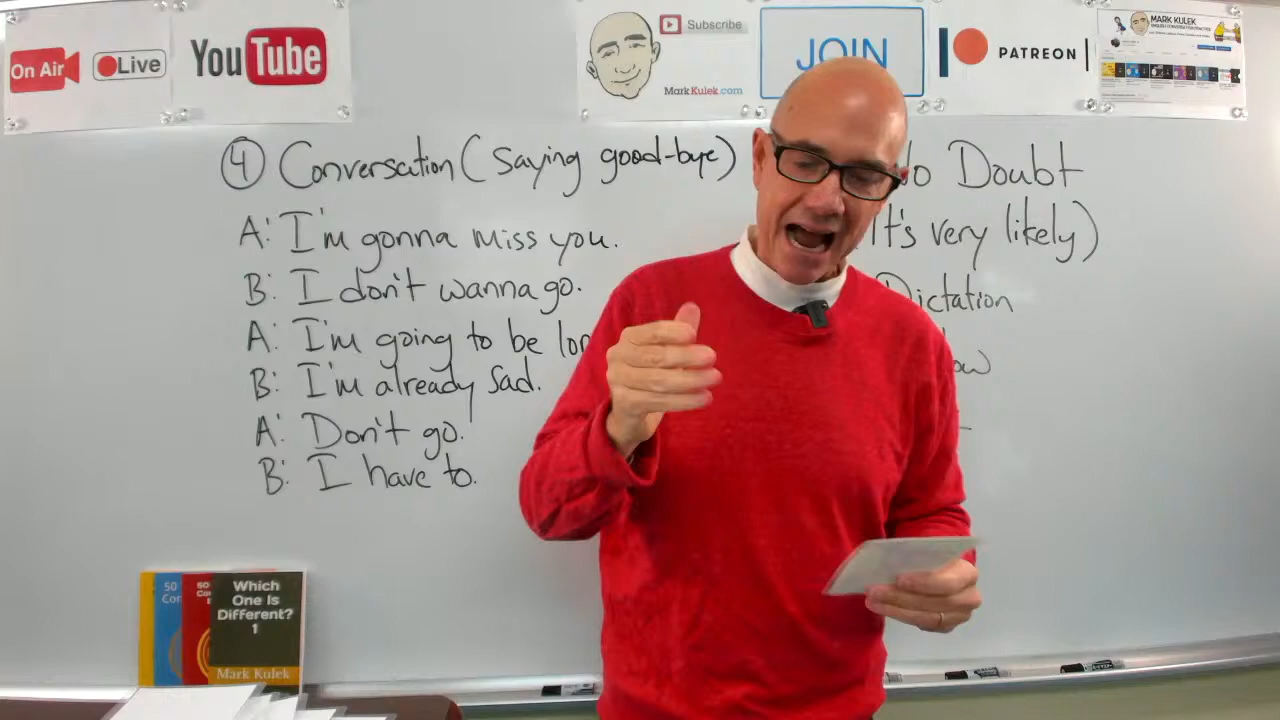 On Air
Live
YouTube
Subscribe
MarkKulek.com
JOIN
PATREON
MARK KULEK
④ Conversation (saying good-bye)
A: I'm gonna miss you.
B: I don't wanna go.
A: I'm going to be
B: I'm already sad.
A: Don't go.
B: I have to.
Doubt
It's very likely)
Dictation
50
Which
One Is
Different?
1
Mark Kulek